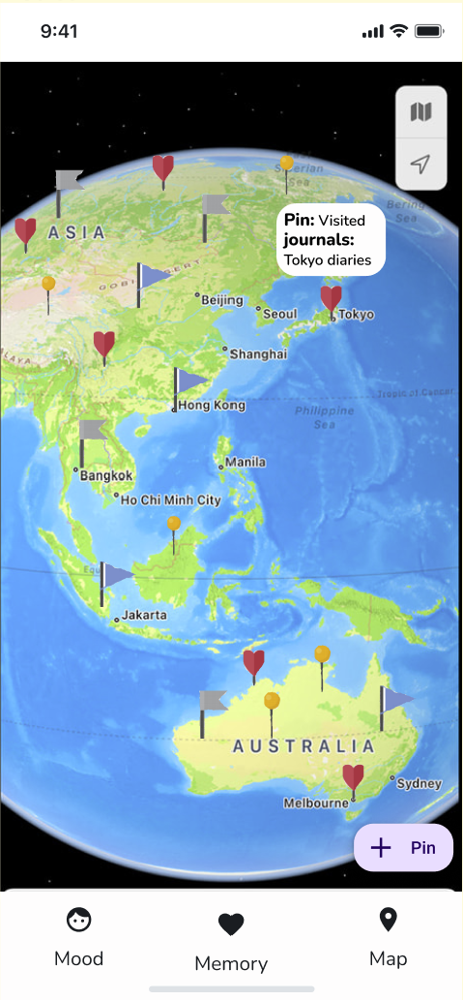 9:41
Siberian
Sea
Bering
Sea
Pin: Visited
journals:
Tokyo diaries
ASIA
GOBI
Beijing
Seoul
Tokyo
Shanghai
Tropic of Cancer
Hong Kong
Philippine
Sea
Bangkok
Manila
Ho Chi Minh City
Equ
Jakarta
AUSTRALIA
Sydney
Melbourne
+ Pin
Mood
Memory
Map